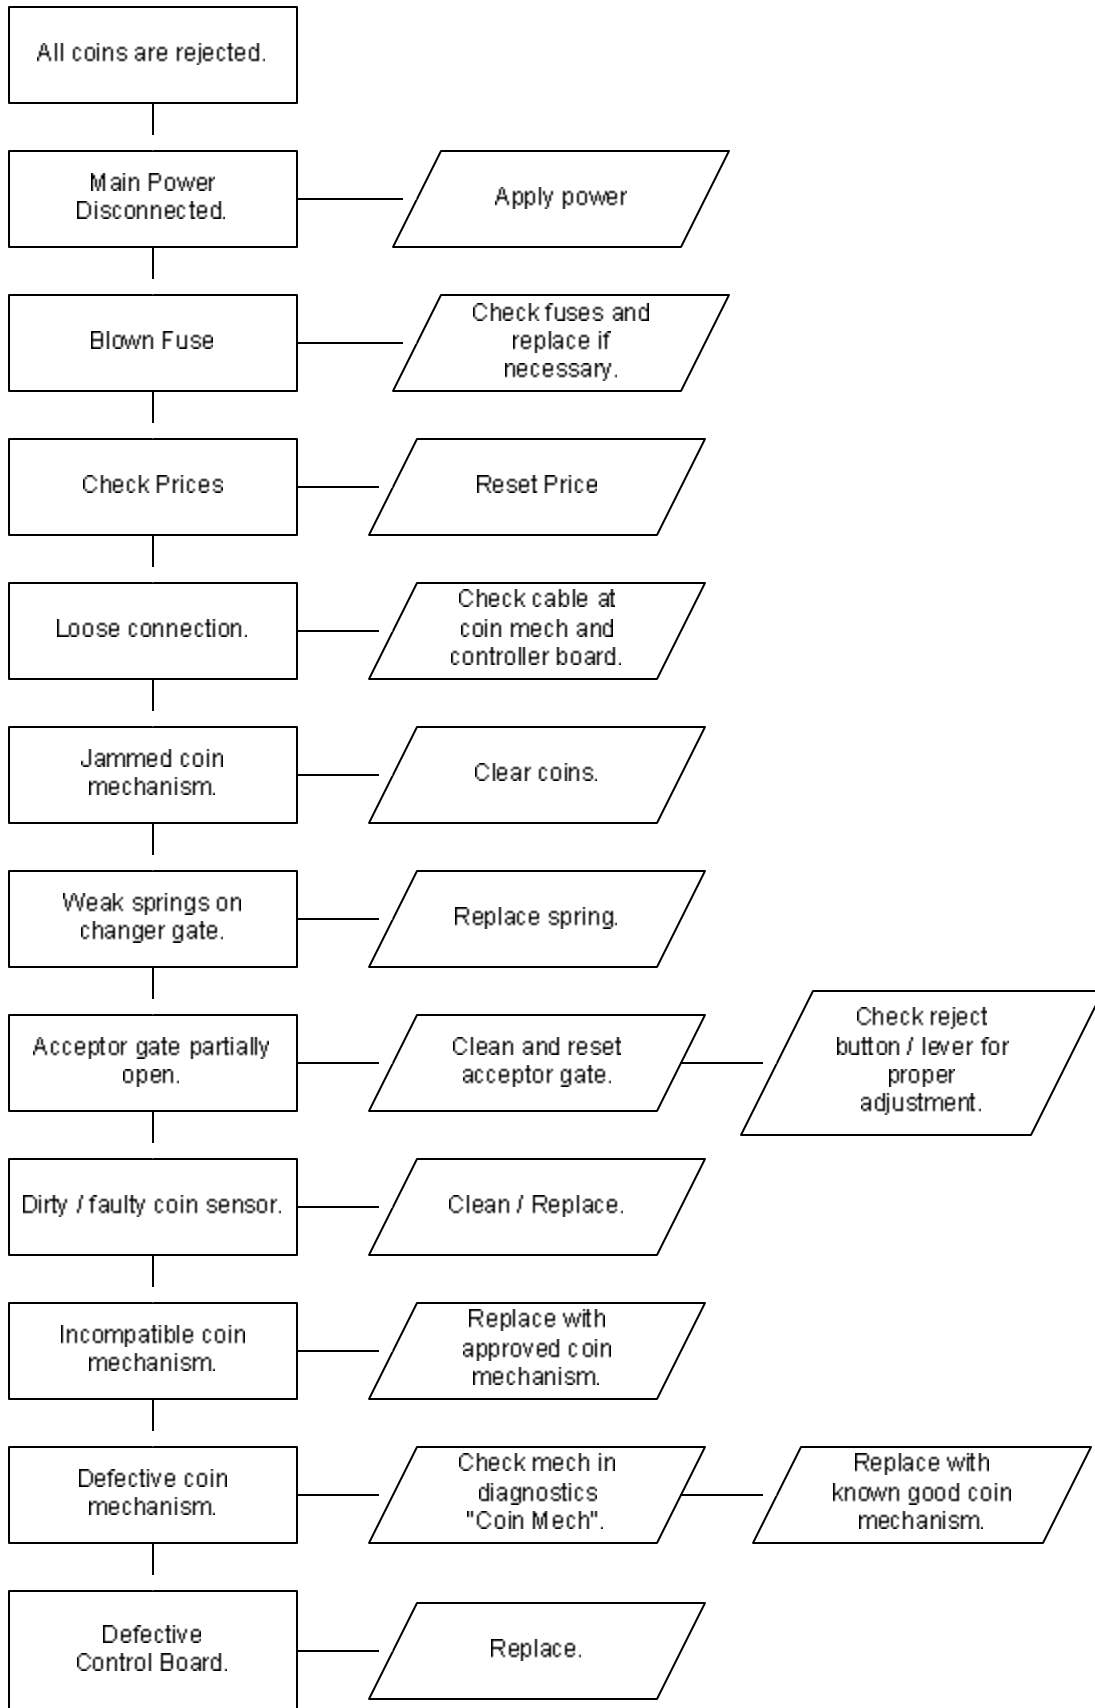 All coins are rejected.
Main Power
Disconnected.
Apply power
Blown Fuse
Check fuses and
replace if
necessary.
Check Prices
Reset Price
Loose connection.
Check cable at
coin mech and
controller board.
Jammed coin
mechanism.
Clear coins.
Weak springs on
changer gate.
Replace spring.
Acceptor gate partially
open.
Clean and reset
acceptor gate.
Check reject
button / lever for
proper
adjustment.
Dirty / faulty coin sensor.
Clean / Replace.
Incompatible coin
mechanism.
Replace with
approved coin
mechanism.
Defective coin
mechanism.
Check mech in
diagnostics
"Coin Mech".
Replace with
known good coin
mechanism.
Defective
Control Board.
Replace.